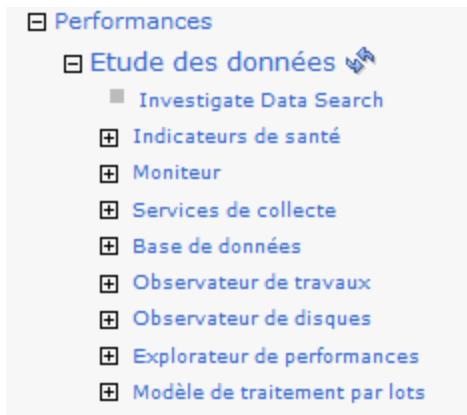 Performances
Etude des données
Investigate Data Search
Indicateurs de santé
Moniteur
Services de collecte
Base de données
Observateur de travaux
Observateur de disques
Explorateur de performances
Modèle de traitement par lots